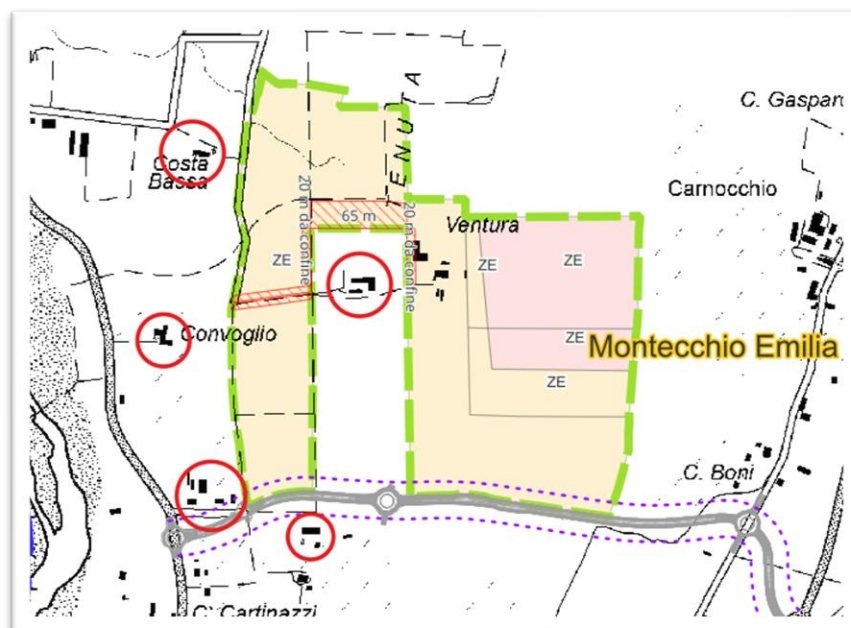 TENUTA
C. Gaspar
Costa
Bassa
Carnocchio
20 m da confine
65 m
20 m da confine
Ventura
ZE
ZE
ZE
Convoglio
ZE
Montecchio Emilia
ZE
C. Boni
C. Cartinazzi